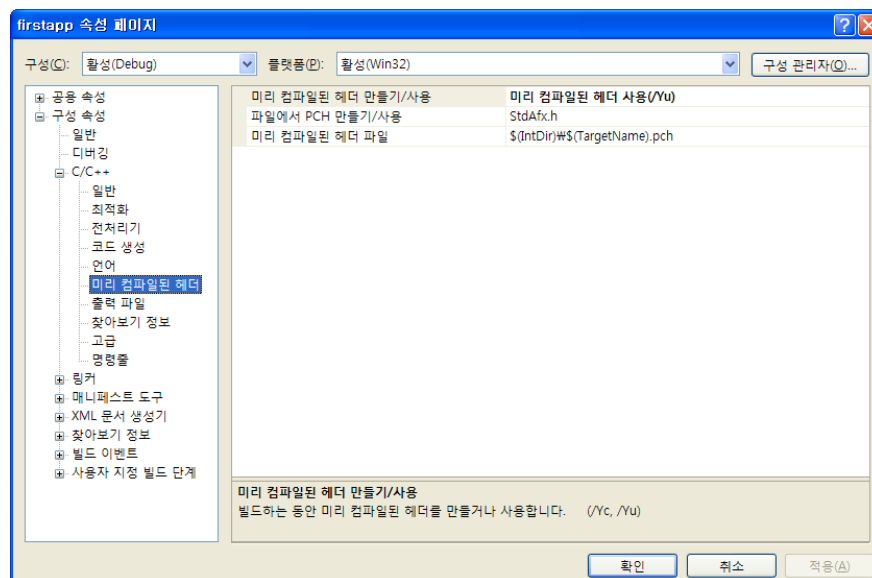 firstapp 속성 페이지
구성(C): 활성(Debug) 플랫폼(P): 활성(Win32) 구성 관리자(O)...
공용 속성
구성 속성
일반
디버깅
C/C++
일반
최적화
전처리기
코드 생성
언어
미리 컴파일된 헤더
출력 파일
찾아보기 정보
고급
명령줄
링커
매니페스트 도구
XML 문서 생성기
찾아보기 정보
빌드 이벤트
사용자 지정 빌드 단계
미리 컴파일된 헤더 만들기/사용 미리 컴파일된 헤더 사용(/Yu)
파일에서 PCH 만들기/사용 StdAfx.h
미리 컴파일된 헤더 파일 $(IntDir)₩$(TargetName).pch
미리 컴파일된 헤더 만들기/사용
빌드하는 동안 미리 컴파일된 헤더를 만들거나 사용합니다. (/Yc, /Yu)
확인 취소 적용(A)